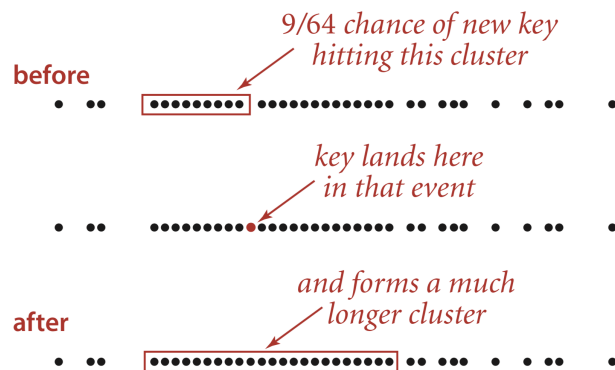 9/64 chance of new key
hitting this cluster
before
key lands here
in that event
and forms a much
longer cluster
after